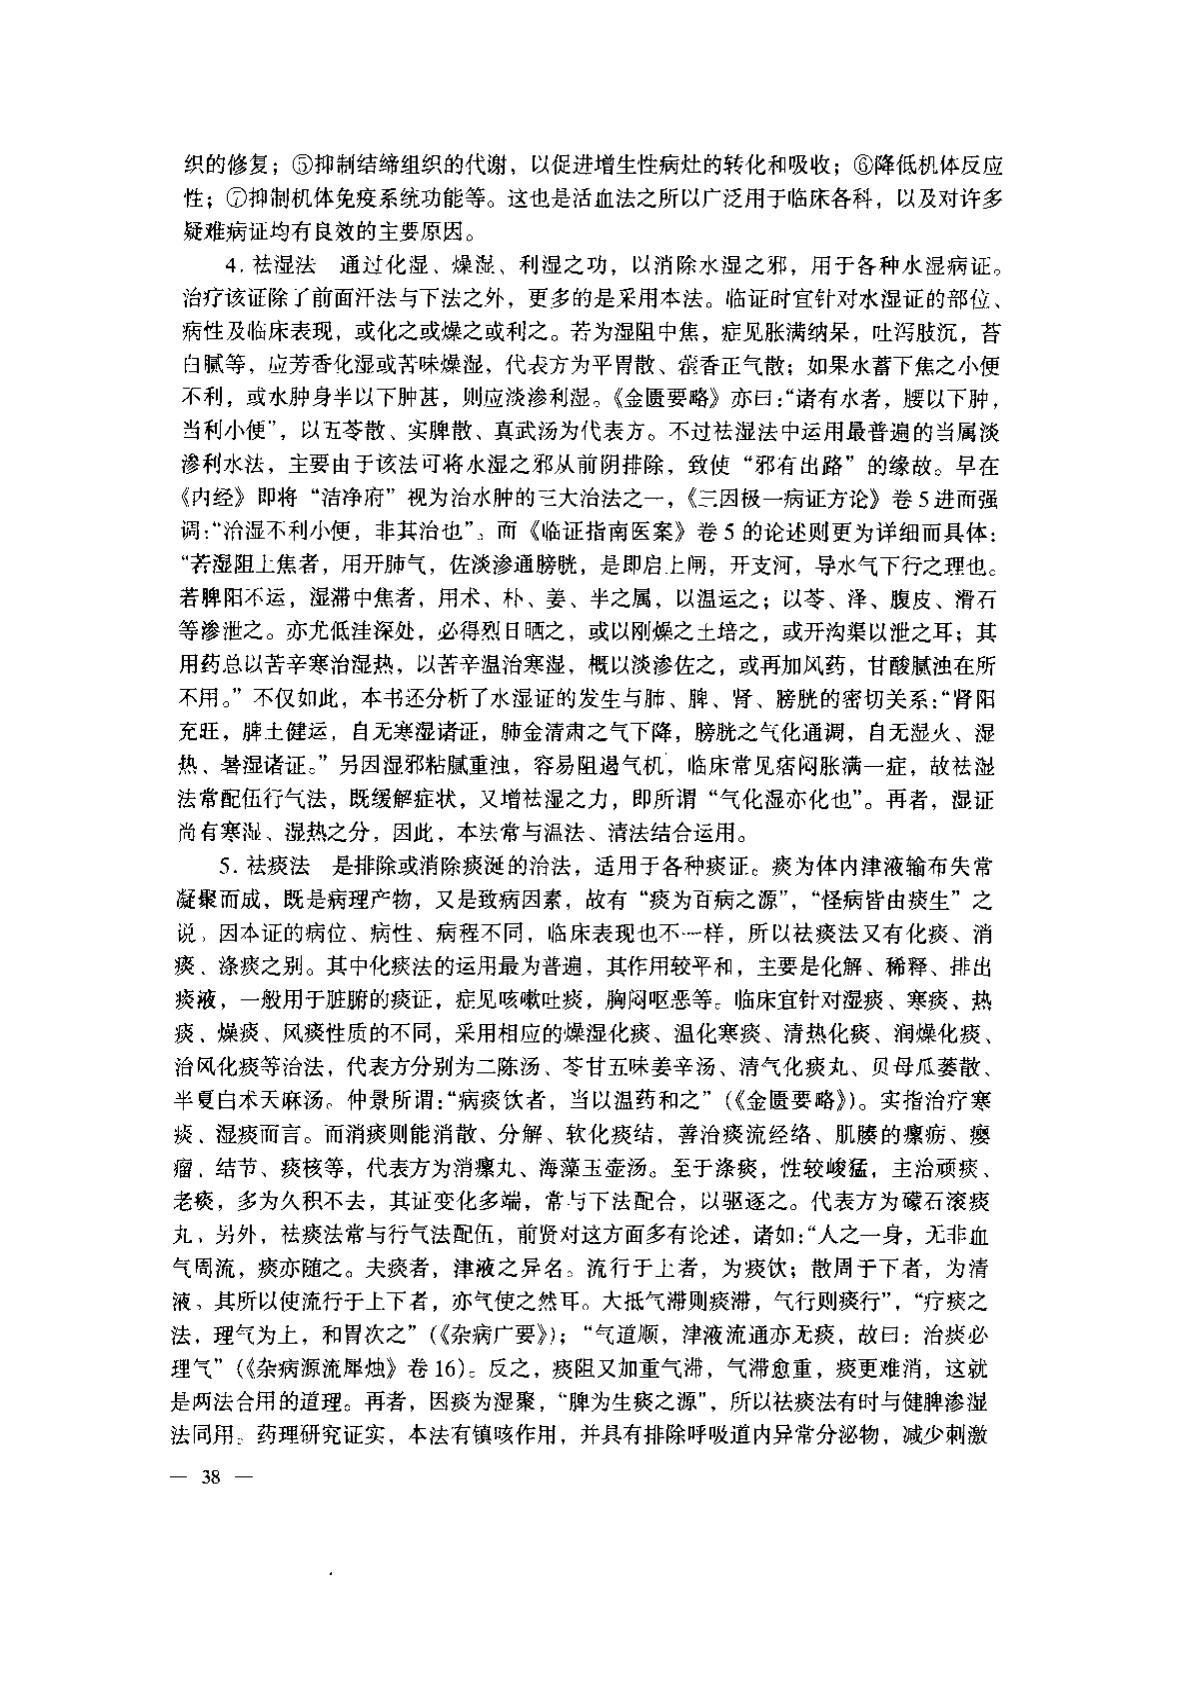 织的修复；⑤抑制结缔组织的代谢，以促进增生性病灶的转化和吸收；⑥降低机体反应
性；⑦抑制机体免疫系统功能等。这也是活血法之所以广泛用于临床各科，以及对许多
疑难病证均有良效的主要原因。
4. 祛湿法　通过化湿、燥湿、利湿之功，以消除水湿之邪，用于各种水湿病证。
治疗该证除了前面汗法与下法之外，更多的是采用本法。临证时宜针对水湿证的部位、
病性及临床表现，或化之或燥之或利之。若为湿阻中焦，症见胀满纳呆，吐泻肢沉，苔
白腻等，应芳香化湿或苦味燥湿，代表方为平胃散、藿香正气散；如果水蓄下焦之小便
不利，或水肿身半以下肿甚，则应淡渗利湿。《金匮要略》亦曰：“诸有水者，腰以下肿，
当利小便”，以五苓散、实脾散、真武汤为代表方。不过祛湿法中运用最普遍的当属淡
渗利水法，主要由于该法可将水湿之邪从前阴排除，致使“邪有出路”的缘故。早在
《内经》即将“洁净府”视为治水肿的三大治法之一，《三因极一病证方论》卷5进而强
调：“治湿不利小便，非其治也”。而《临证指南医案》卷5的论述则更为详细而具体：
“若湿阻上焦者，用开肺气，佐淡渗通膀胱，是即启上闸，开支河，导水气下行之理也。
若脾阳不运，湿滞中焦者，用术、朴、姜、半之属，以温运之；以苓、泽、腹皮、滑石
等渗泄之。亦尤低洼深处，必得烈日晒之，或以刚燥之土培之，或开沟渠以泄之耳；其
用药总以苦辛寒治湿热，以苦辛温治寒湿，概以淡渗佐之，或再加风药，甘酸腻浊在所
不用。”不仅如此，本书还分析了水湿证的发生与肺、脾、肾、膀胱的密切关系：“肾阳
充旺，脾土健运，自无寒湿诸证，肺金清肃之气下降，膀胱之气化通调，自无湿火、湿
热、暑湿诸证。”另因湿邪粘腻重浊，容易阻遏气机，临床常见痞闷胀满一症，故祛湿
法常配伍行气法，既缓解症状，又增祛湿之力，即所谓“气化湿亦化也”。再者，湿证
尚有寒湿、湿热之分，因此，本法常与温法、清法结合运用。
5. 祛痰法　是排除或消除痰涎的治法，适用于各种痰证。痰为体内津液输布失常
凝聚而成，既是病理产物，又是致病因素，故有“痰为百病之源”，“怪病皆由痰生”之
说，因本证的病位、病性、病程不同，临床表现也不一样，所以祛痰法又有化痰、消
痰、涤痰之别。其中化痰法的运用最为普遍，其作用较平和，主要是化解、稀释、排出
痰液，一般用于脏腑的痰证，症见咳嗽吐痰，胸闷呕恶等。临床宜针对湿痰、寒痰、热
痰、燥痰、风痰性质的不同，采用相应的燥湿化痰、温化寒痰、清热化痰、润燥化痰、
治风化痰等治法，代表方分别为二陈汤、苓甘五味姜辛汤、清气化痰丸、贝母瓜蒌散、
半夏白术天麻汤。仲景所谓：“病痰饮者，当以温药和之”（《金匮要略》）。实指治疗寒
痰、湿痰而言。而消痰则能消散、分解、软化痰结，善治痰流经络、肌腠的瘰疬、瘿
瘤、结节、痰核等，代表方为消瘰丸、海藻玉壶汤。至于涤痰，性较峻猛，主治顽痰、
老痰，多为久积不去，其证变化多端，常与下法配合，以驱逐之。代表方为礞石滚痰
丸，另外，祛痰法常与行气法配伍，前贤对这方面多有论述，诸如：“人之一身，无非血
气周流，痰亦随之。夫痰者，津液之异名。流行于上者，为痰饮；散周于下者，为清
液、其所以使流行于上下者，亦气使之然耳。大抵气滞则痰滞，气行则痰行”，“疗痰之
法，理气为上，和胃次之”（《杂病广要》）；“气道顺，津液流通亦无痰，故曰：治痰必
理气”（《杂病源流犀烛》卷16）。反之，痰阻又加重气滞，气滞愈重，痰更难消，这就
是两法合用的道理。再者，因痰为湿聚，“脾为生痰之源”，所以祛痰法有时与健脾渗湿
法同用。药理研究证实，本法有镇咳作用，并具有排除呼吸道内异常分泌物，减少刺激
— 38 —